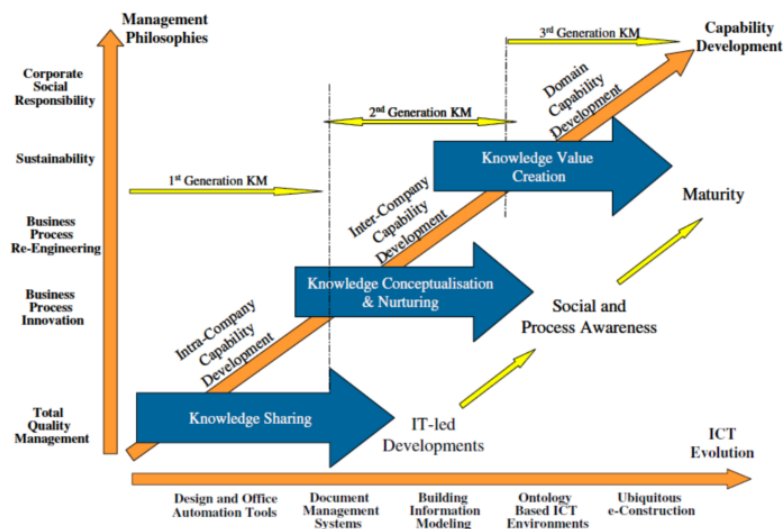 Management
Philosophies
Corporate
Social
Responsibility
Sustainability
Business
Process
Re-Engineering
Business
Process
Innovation
Total
Quality
Management
1st Generation KM
2nd Generation KM
3rd Generation KM
Capability
Development
Domain
Capability
Development
Knowledge Value
Creation
Maturity
Inter-Company
Capability
Development
Knowledge Conceptualisation
& Nurturing
Social and
Process Awareness
Intra-Company
Capability
Development
Knowledge Sharing
IT-led
Developments
ICT
Evolution
Design and Office
Automation Tools
Document
Management
Systems
Building
Information
Modeling
Ontology
Based ICT
Environments
Ubiquitous
e-Construction